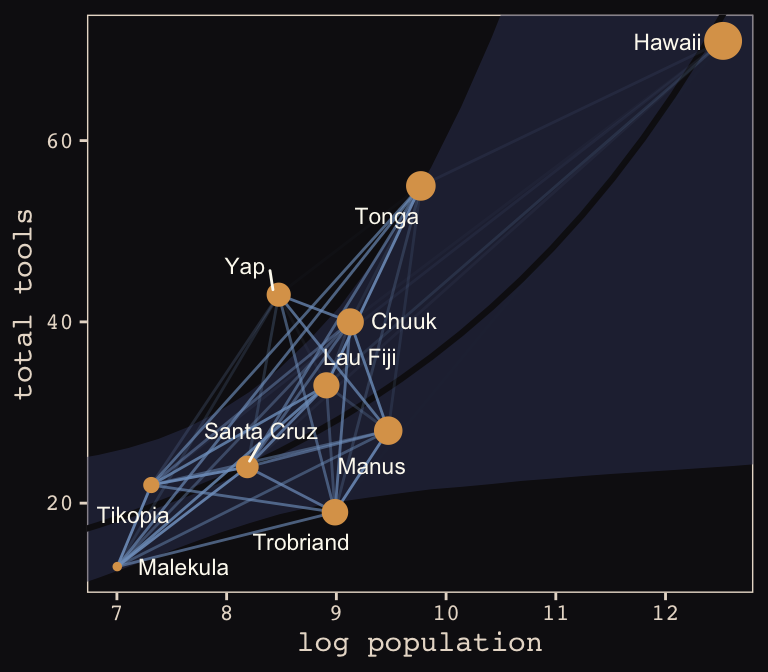 Hawaii
60
Tonga
Yap
40
Chuuk
Lau Fiji
Santa Cruz
Manus
20
Tikopia
Trobriand
Malekula
7 8 9 10 11 12
log population
total tools